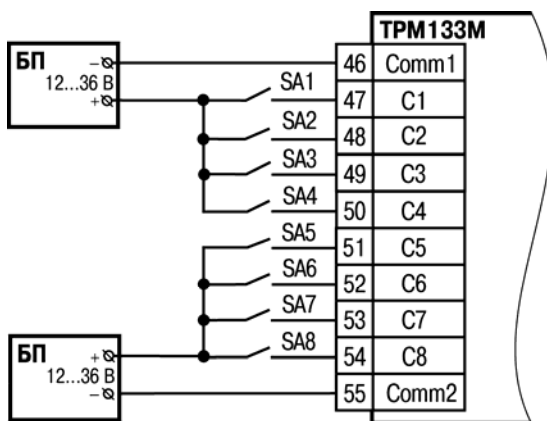 ТРМ133М
БП
−
12...36 В
+
46 Comm1
SA1
47 C1
SA2
48 C2
SA3
49 C3
SA4
50 C4
SA5
51 C5
SA6
52 C6
SA7
53 C7
SA8
54 C8
БП
+
12...36 В
−
55 Comm2